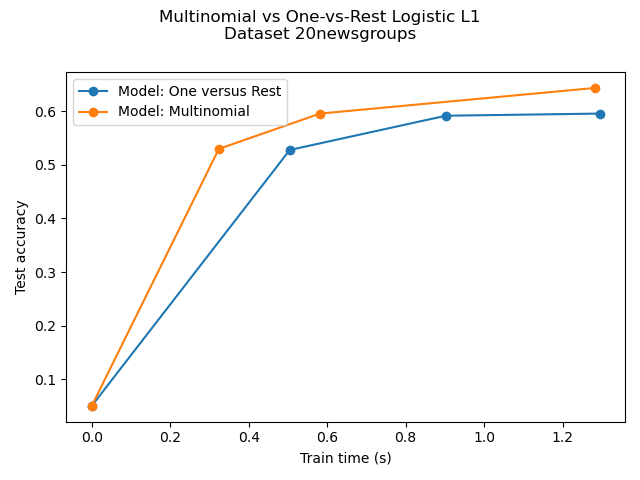 Multinomial vs One-vs-Rest Logistic L1
Dataset 20newsgroups
Model: One versus Rest
Model: Multinomial
Test accuracy
0.6
0.5
0.4
0.3
0.2
0.1
0.0 0.2 0.4 0.6 0.8 1.0 1.2
Train time (s)